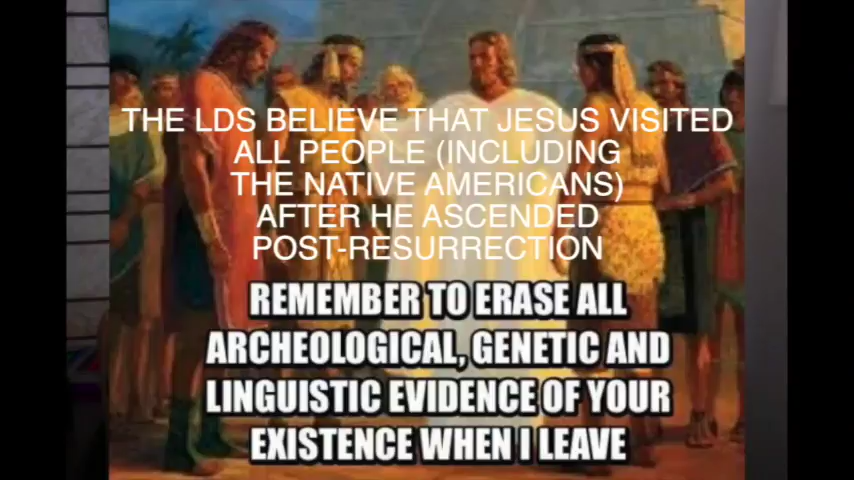 THE LDS BELIEVE THAT JESUS VISITED
ALL PEOPLE (INCLUDING
THE NATIVE AMERICANS)
AFTER HE ASCENDED
POST-RESURRECTION
REMEMBER TO ERASE ALL
ARCHEOLOGICAL, GENETIC AND
LINGUISTIC EVIDENCE OF YOUR
EXISTENCE WHEN I LEAVE